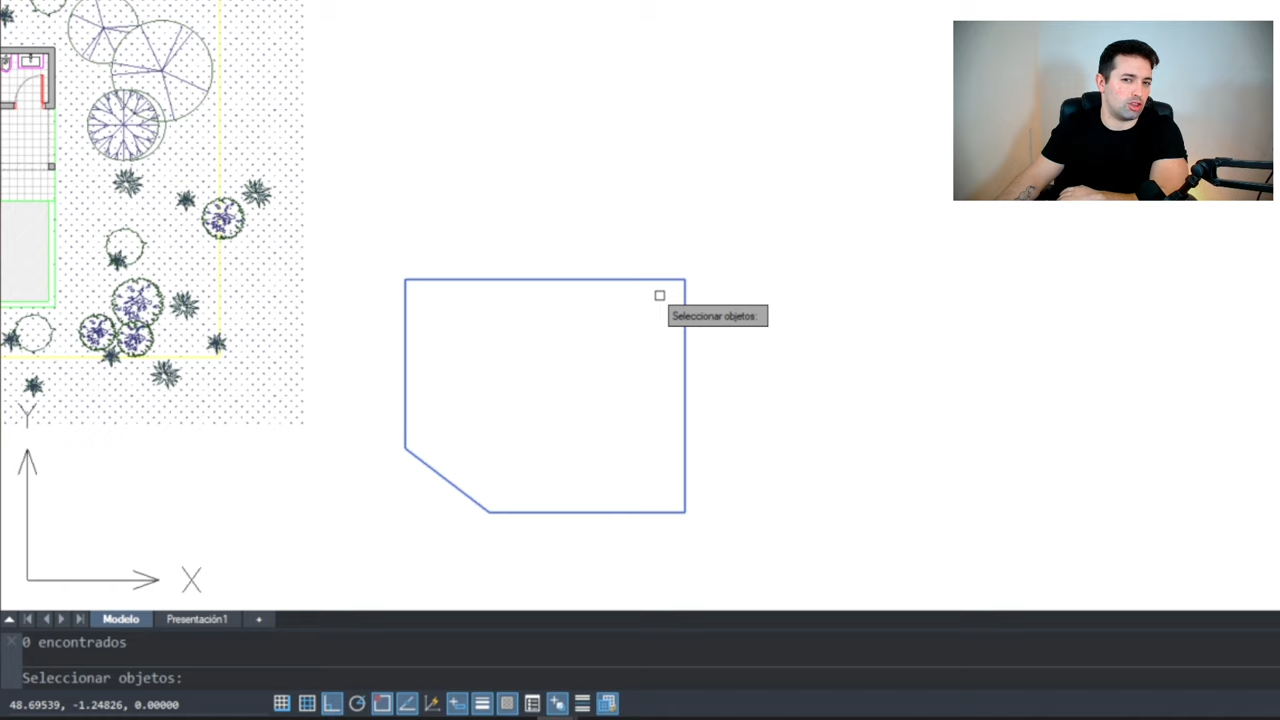 Seleccionar objetos:
Y
X
Modelo
Presentación1
+
0 encontrados
Seleccionar objetos:
48.69539, -1.24826, 0.00000